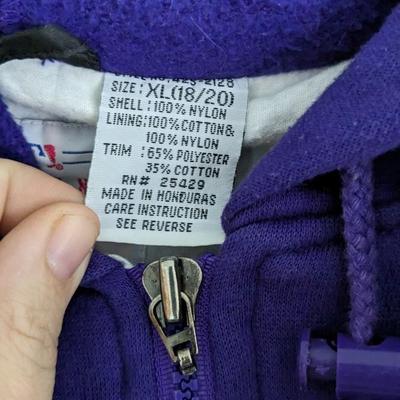 SIZE: XL(18/20)
SHELL: 100% NYLON
LINING: 100% COTTON &
100% NYLON
TRIM : 65% POLYESTER
35% COTTON
RN# 25429
MADE IN HONDURAS
CARE INSTRUCTION
SEE REVERSE